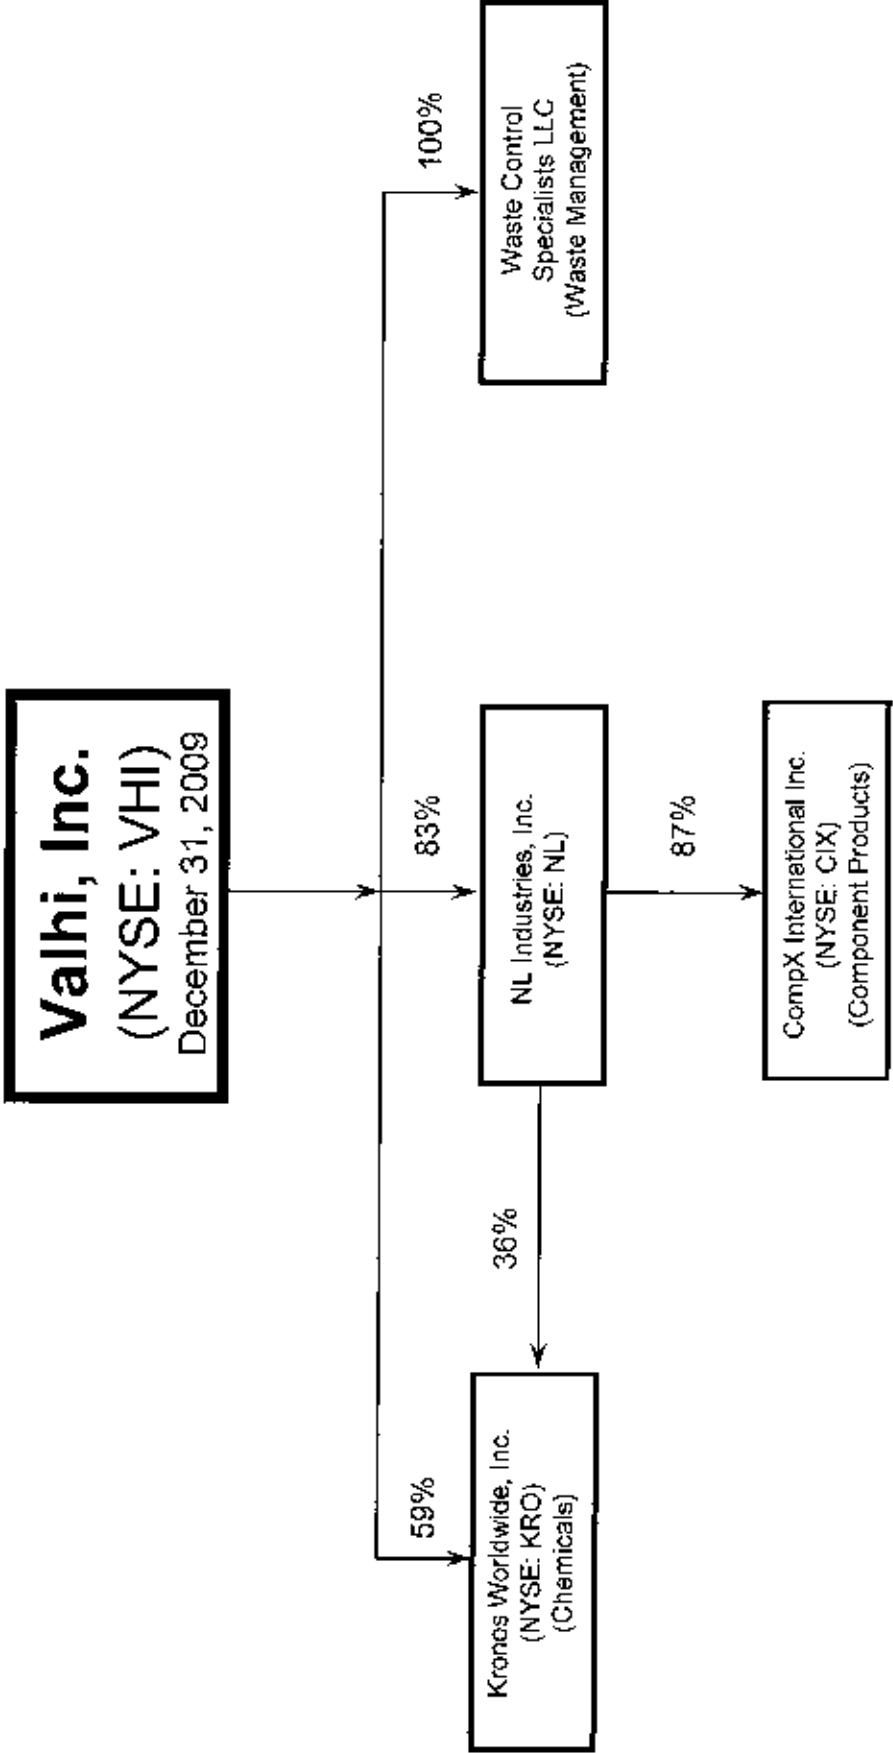 Valhi, Inc.
(NYSE: VHI)
December 31, 2009
59%
83%
100%
Kronos Worldwide, Inc.
(NYSE: KRO)
(Chemicals)
36%
NL Industries, Inc.
(NYSE: NL)
Waste Control
Specialists LLC
(Waste Management)
87%
CompX International Inc.
(NYSE: CIX)
(Component Products)